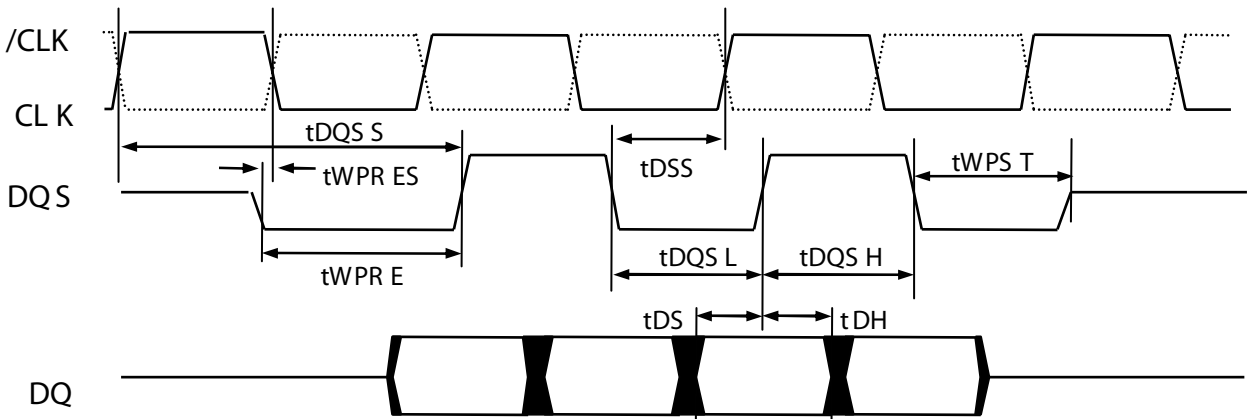 /CLK
CL K
tDQS S
tWPR ES
tDSS
tWPS T
DQ S
tWPR E
tDQS L
tDQS H
tDS
t DH
DQ